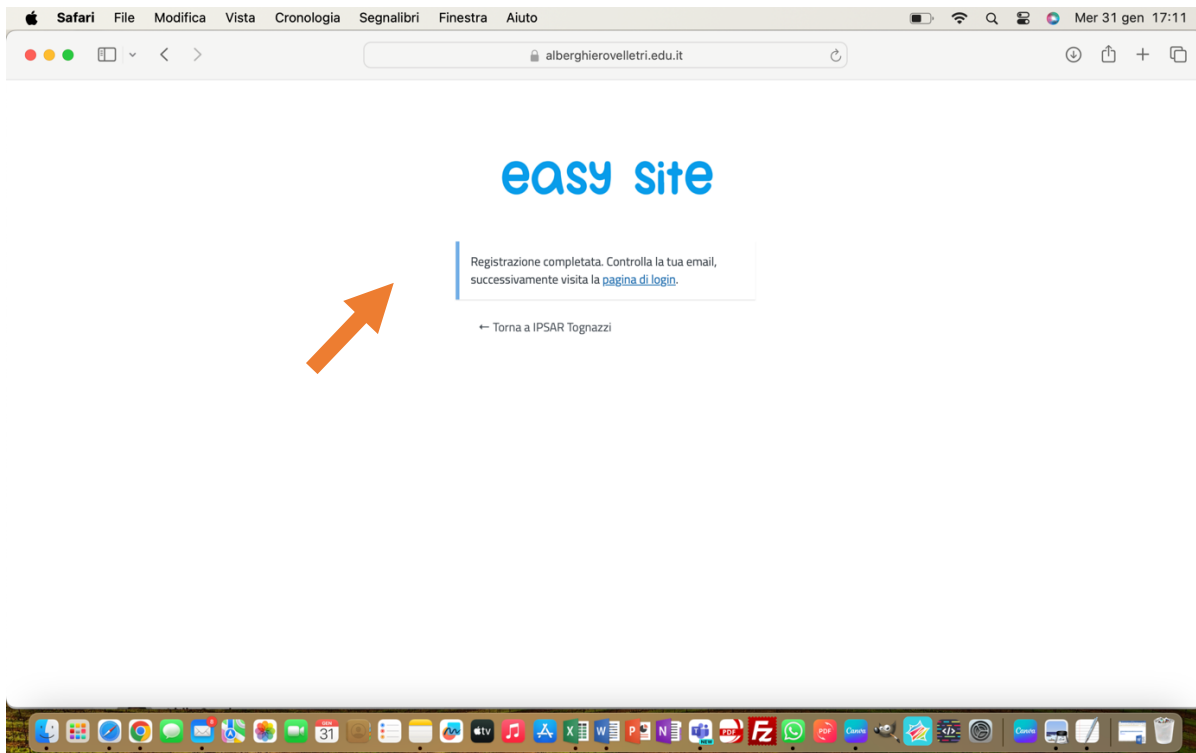 Safari File Modifica Vista Cronologia Segnalibri Finestra Aiuto Mer 31 gen 17:11
alberghierovelletri.edu.it
easy site
Registrazione completata. Controlla la tua email,
successivamente visita la pagina di login.
← Torna a IPSAR Tognazzi